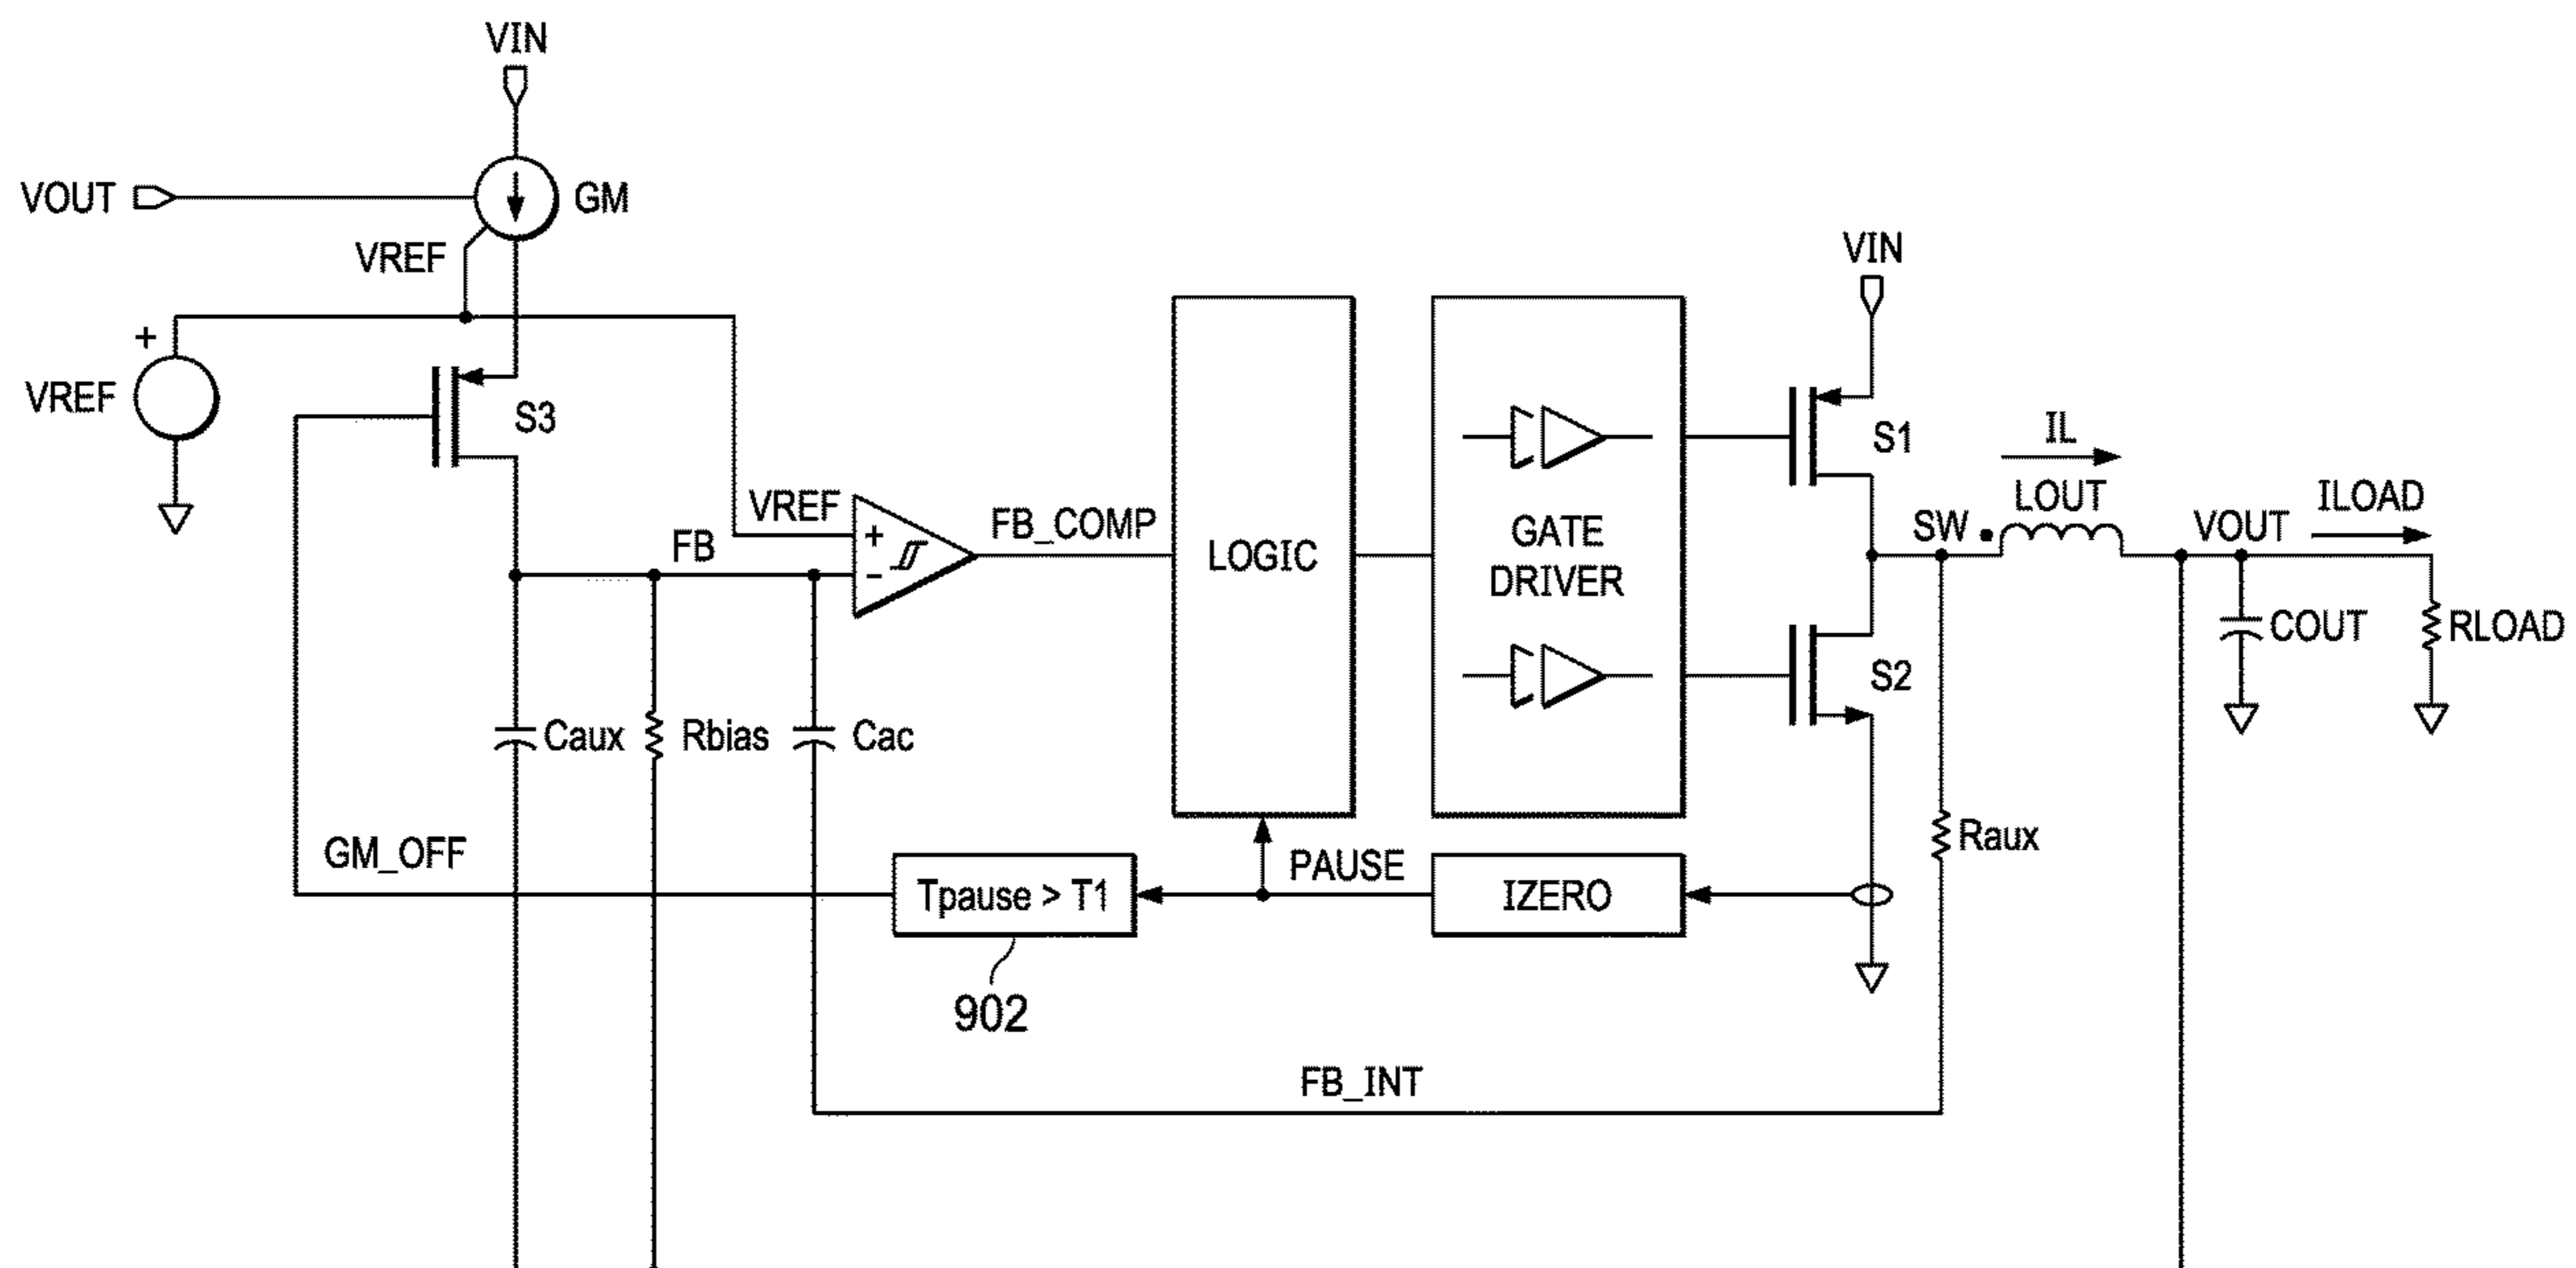 VIN
VOUT
GM
VREF
VIN
+
VREF
S3
S1
IL
LOUT
ILOAD
VREF
+
-
FB_COMP
FB
LOGIC
GATE
DRIVER
SW
VOUT
COUT
RLOAD
S2
Caux
Rbias
Cac
Raux
GM_OFF
PAUSE
Tpause > T1
IZERO
902
FB_INT